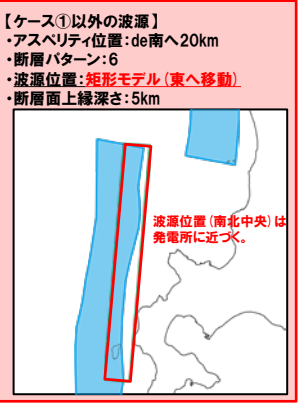 【ケース①以外の波源】
・アスペリティ位置：de南へ20km
・断層パターン：6
・波源位置：矩形モデル（東へ移動）
・断層面上縁深さ：5km
波源位置（南北中央）は
発電所に近づく。